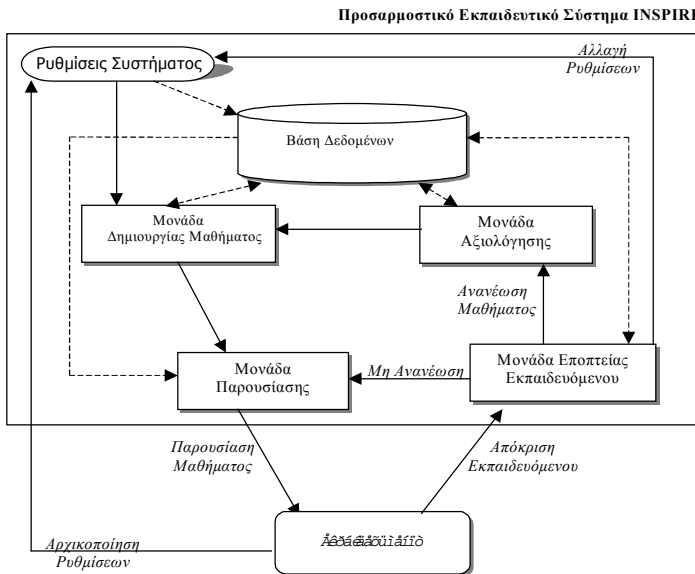 Προσαρμοστικό Εκπαιδευτικό Σύστημα INSPIRE
Ρυθμίσεις Συστήματος
Αλλαγή
Ρυθμίσεων
Βάση Δεδομένων
Μονάδα
Δημιουργίας Μαθήματος
Μονάδα
Αξιολόγησης
Ανανέωση
Μαθήματος
Μονάδα
Παρουσίασης
Μη Ανανέωση
Μονάδα Εποπτείας
Εκπαιδευόμενου
Παρουσίαση
Μαθήματος
Απόκριση
Εκπαιδευόμενου
Αρχικοποίηση
Ρυθμίσεων